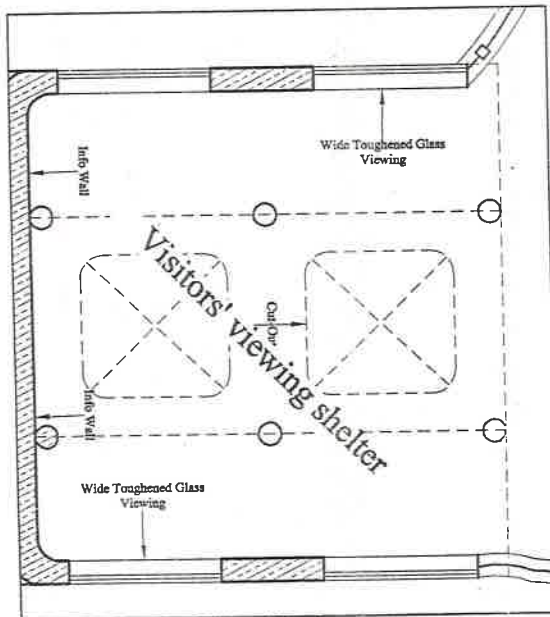 Wide Toughened Glass
Viewing
Info Wall
Visitors' viewing shelter
Cut-Out
Info Wall
Wide Toughened Glass
Viewing